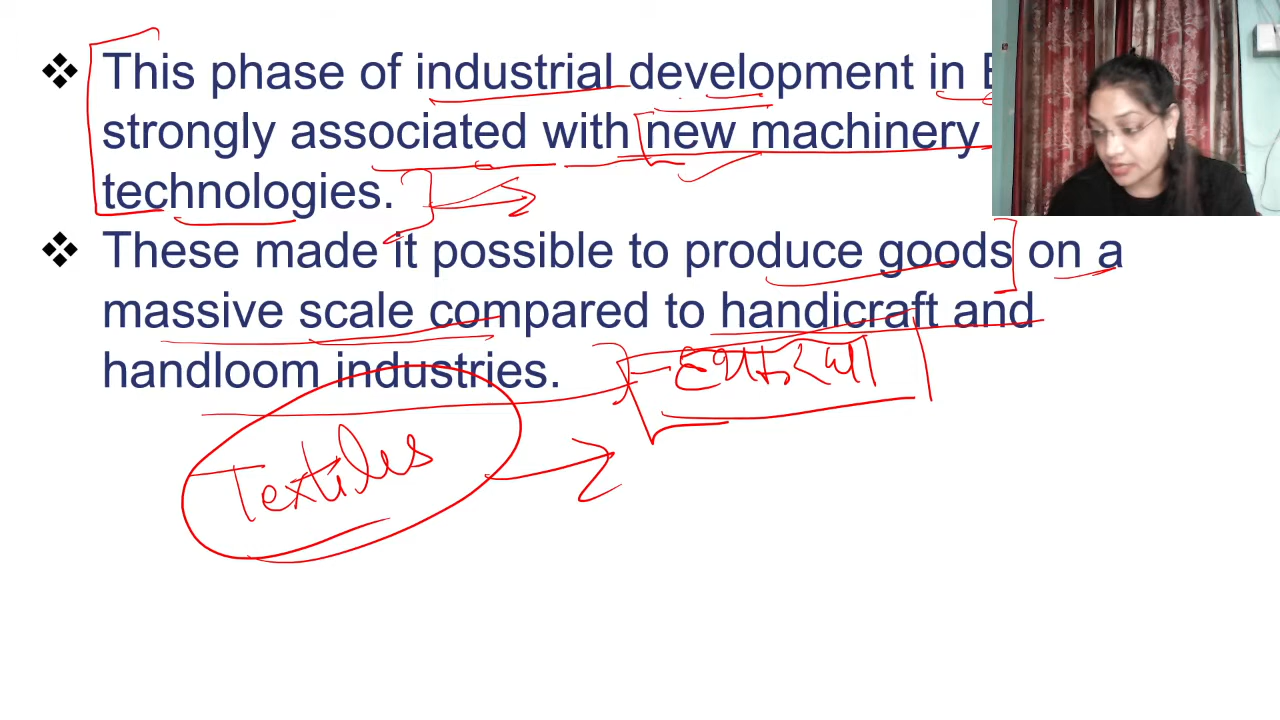 ❖ This phase of industrial development in
strongly associated with new machinery
technologies.
❖ These made it possible to produce goods on a
massive scale compared to handicraft and
handloom industries.
Textiles